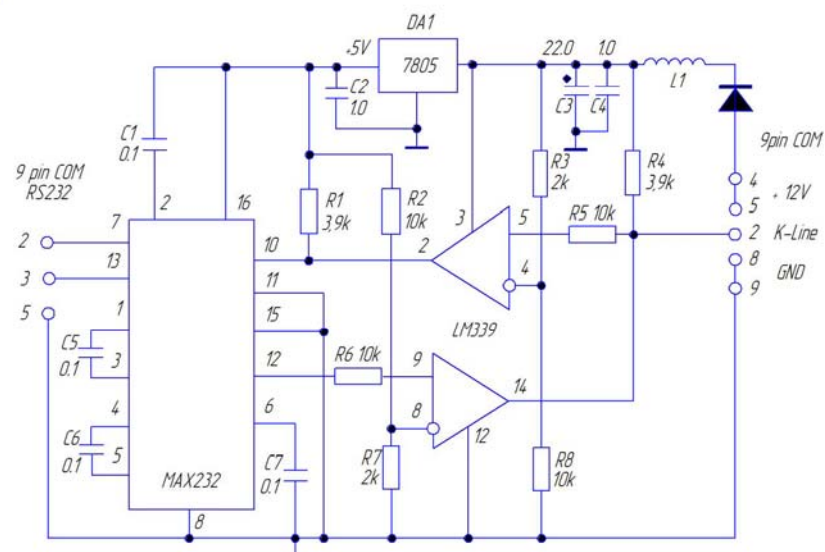 DA1
+5V
7805
22.0
1.0
C2
1.0
C3
C4
L1
C1
0.1
9 pin COM
RS232
9pin COM
2
16
R1
3,9k
R2
10k
R3
2k
R4
3,9k
4
+ 12V
5
2
K-Line
8
GND
9
7
2
13
3
5
10
2
3
5
R5 10k
4
11
15
LM339
1
C5
0.1
3
12
R6 10k
9
14
4
C6
0.1
5
6
8
12
C7
0.1
R7
2k
R8
10k
MAX232
8